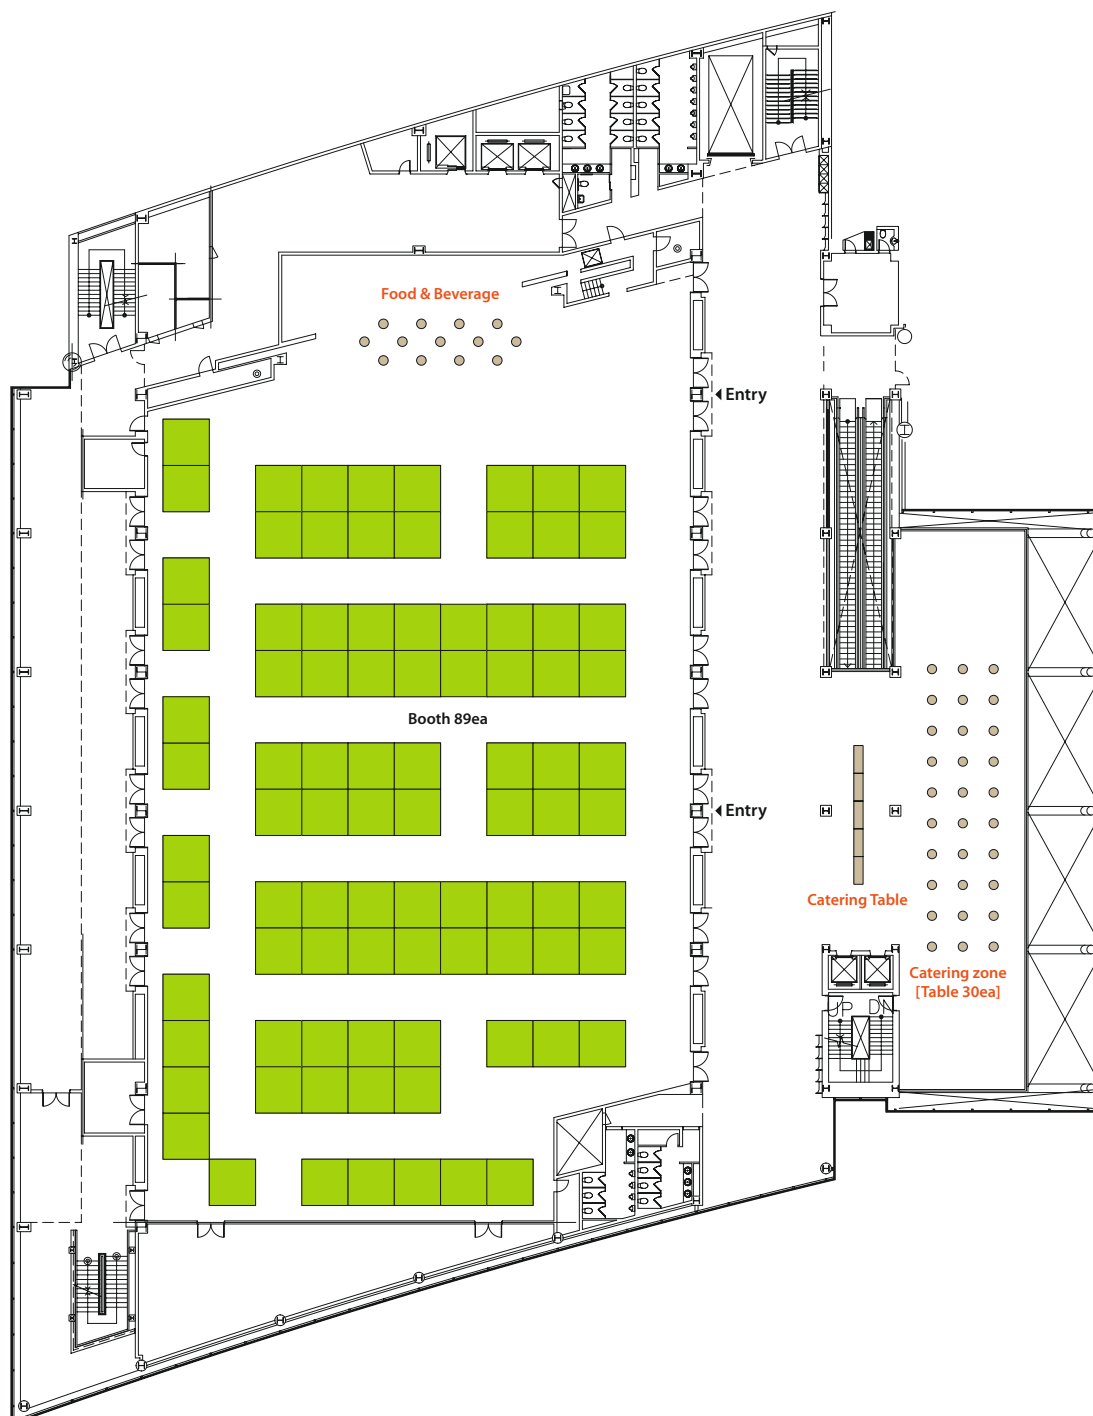 Food & Beverage
Entry
Booth 89ea
Entry
Catering Table
Catering zone
[Table 30ea]
UP DN